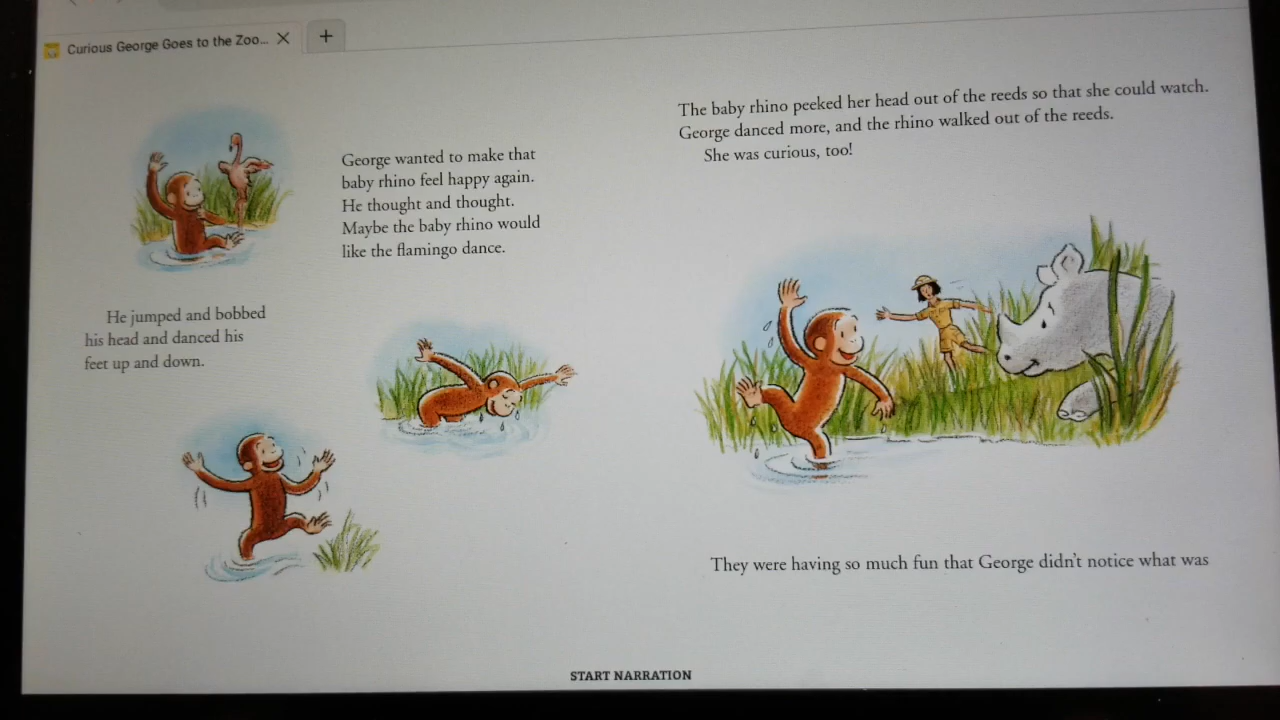 Curious George Goes to the Zoo...
George wanted to make that
baby rhino feel happy again.
He thought and thought.
Maybe the baby rhino would
like the flamingo dance.
He jumped and bobbed
his head and danced his
feet up and down.
The baby rhino peeked her head out of the reeds so that she could watch.
George danced more, and the rhino walked out of the reeds.
She was curious, too!
They were having so much fun that George didn't notice what was
START NARRATION